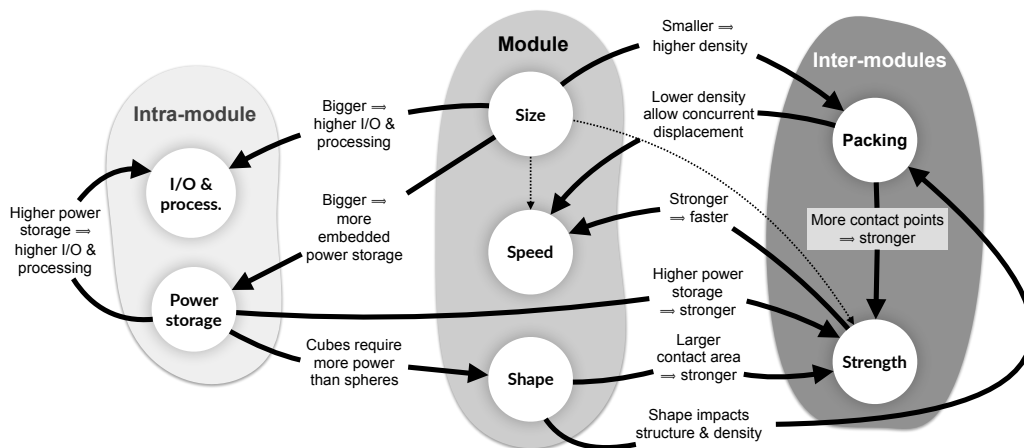 Smaller ⟹
higher density
Module
Inter-modules
Intra-module
Bigger ⟹
higher I/O &
processing
Size
Lower density
allow concurrent
displacement
Packing
I/O &
process.
Higher power
storage ⟹
higher I/O &
processing
Bigger ⟹
more
embedded
power storage
Stronger
⟹ faster
More contact points
⟹ stronger
Speed
Power
storage
Higher power
storage
⟹ stronger
Cubes require
more power
than spheres
Shape
Larger
contact area
⟹ stronger
Strength
Shape impacts
structure & density